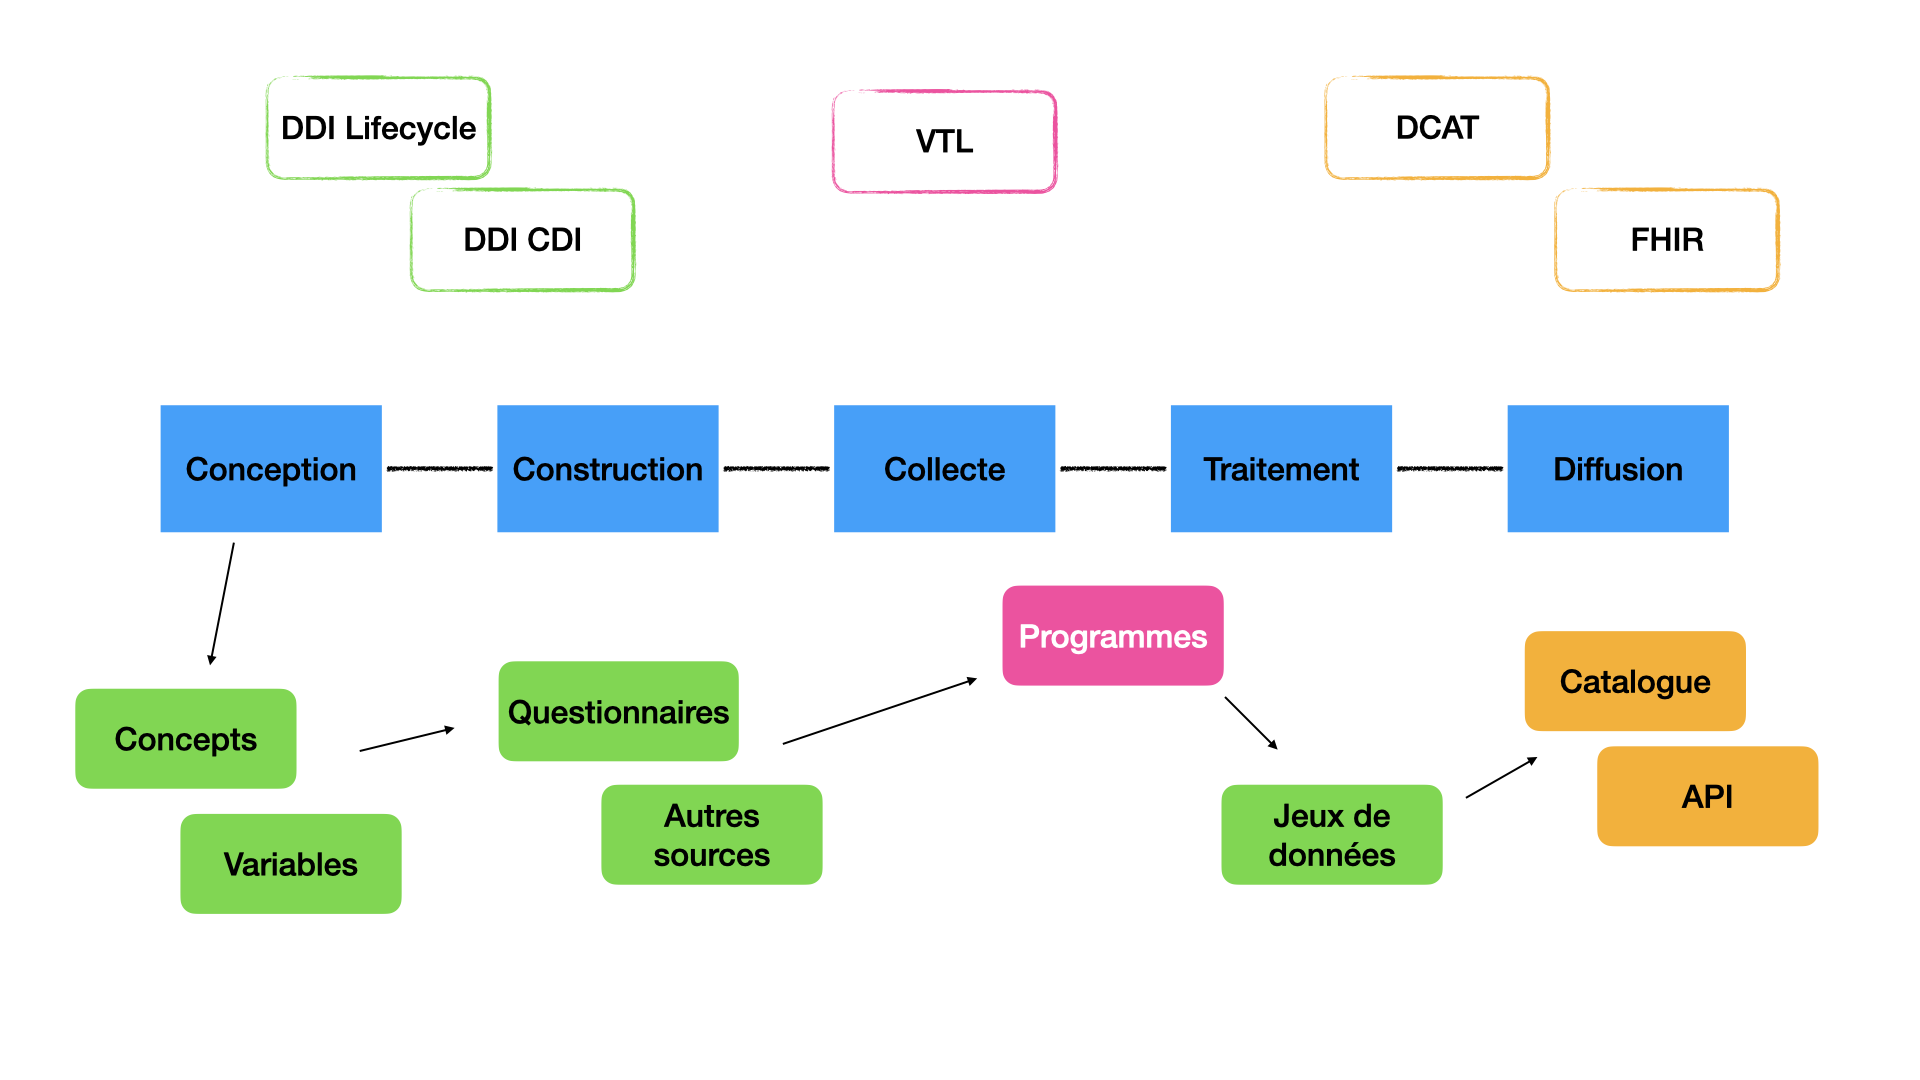 DDI Lifecycle
DDI CDI
VTL
DCAT
FHIR
Conception
Construction
Collecte
Traitement
Diffusion
Concepts
Variables
Questionnaires
Autres
sources
Programmes
Jeux de
données
Catalogue
API